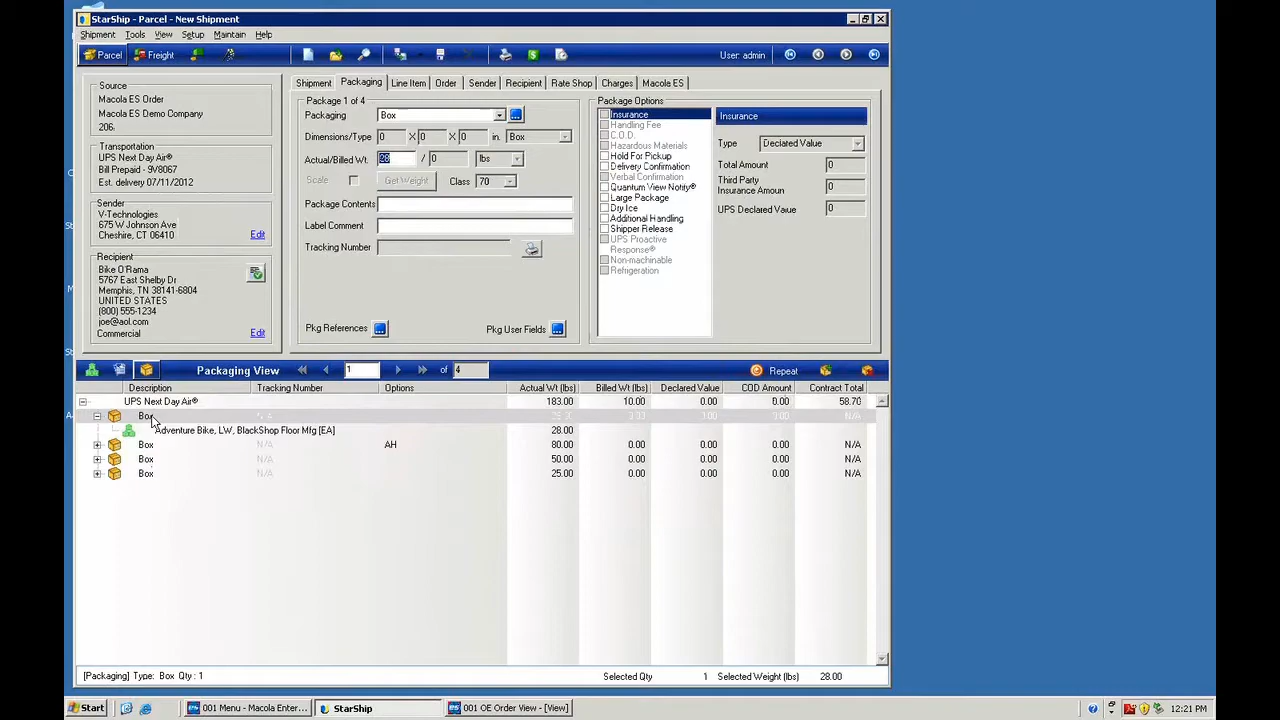 StarShip - Parcel - New Shipment
Shipment Tools View Setup Maintain Help
Parcel Freight User: admin
Source
Macola ES Order
Macola ES Demo Company
206,
Transportation
UPS Next Day Air®
Bill Prepaid - 9V8067
Est. delivery 07/11/2012
Sender
V-Technologies
675 W Johnson Ave
Cheshire, CT 06410 Edit
Recipient
Bike O'Rama
5767 East Shelby Dr
Memphis, TN 38141-6804
UNITED STATES
(800) 555-1234
joe@aol.com
Commercial Edit
Shipment Packaging Line Item Order Sender Recipient Rate Shop Charges Macola ES
Package 1 of 4
Packaging Box
Dimensions/Type 0 X 0 X 0 in. Box
Actual/Billed Wt. 28 / 0 lbs
Scale Get Weight Class 70
Package Contents
Label Comment
Tracking Number
Pkg References Pkg User Fields
Package Options
Insurance
Handling Fee
C.O.D.
Hazardous Materials
Hold For Pickup
Delivery Confirmation
Verbal Confirmation
Quantum View Notify®
Large Package
Dry Ice
Additional Handling
Shipper Release
UPS Proactive
Response®
Non-machinable
Refrigeration
Insurance
Type Declared Value
Total Amount 0
Third Party
Insurance Amoun 0
UPS Declared Value 0
Packaging View 1 of 4 Repeat
Description Tracking Number Options Actual Wt (lbs) Billed Wt (lbs) Declared Value COD Amount Contract Total
UPS Next Day Air® 183.00 10.00 0.00 0.00 58.70
Box
Adventure Bike, LW, BlackShop Floor Mfg [EA] 28.00
Box N/A AH 80.00 0.00 0.00 0.00 N/A
Box N/A 50.00 0.00 0.00 0.00 N/A
Box N/A 25.00 0.00 0.00 0.00 N/A
[Packaging] Type: Box Qty : 1 Selected Qty 1 Selected Weight (lbs) 28.00
Start 001 Menu - Macola Enter... StarShip 001 OE Order View - [View] 12:21 PM